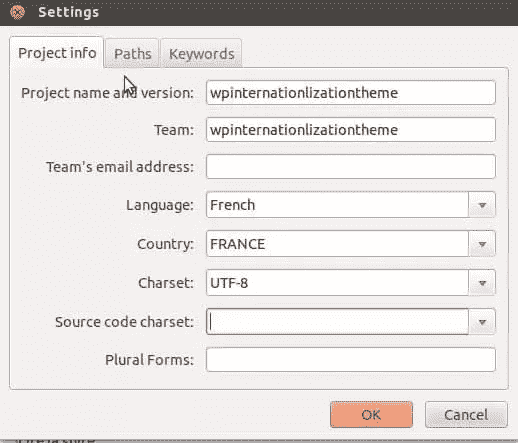 Settings
Project info Paths Keywords
Project name and version: wpinternationlizationtheme
Team: wpinternationlizationtheme
Team's email address:
Language: French
Country: FRANCE
Charset: UTF-8
Source code charset:
Plural Forms:
OK Cancel